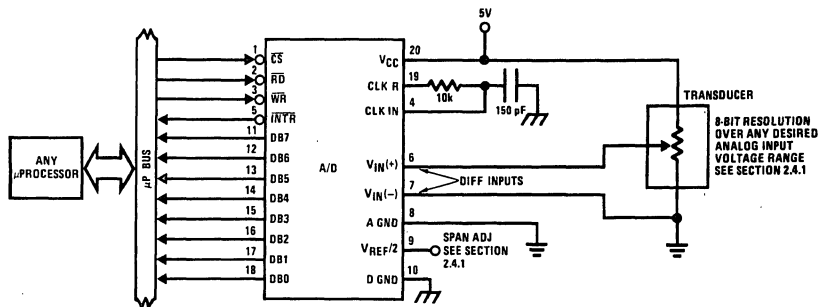 5V
1 CS
2 RD
3 WR
5 INTR
11 DB7
12 DB6
13 DB5
14 DB4
15 DB3
16 DB2
17 DB1
18 DB0
ANY
μPROCESSOR
μP BUS
A/D
VCC 20
CLK R 19
10k
150 pF
CLK IN 4
VIN(+) 6
DIFF INPUTS
VIN(−) 7
A GND 8
VREF/2 9
SPAN ADJ
SEE SECTION
2.4.1
D GND 10
TRANSDUCER
8-BIT RESOLUTION
OVER ANY DESIRED
ANALOG INPUT
VOLTAGE RANGE
SEE SECTION 2.4.1